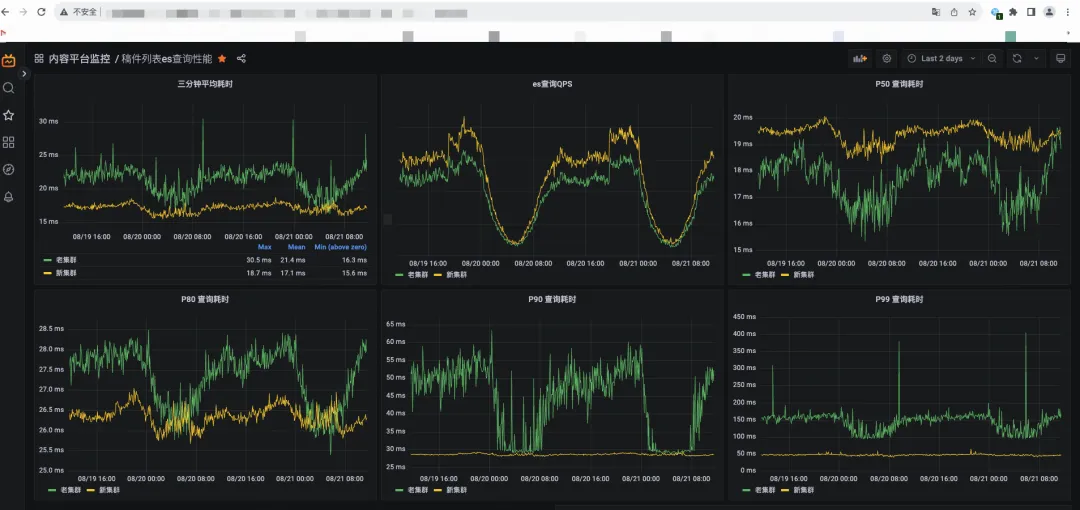 不安全
1
内容平台监控 / 稿件列表es查询性能
Last 2 days
三分钟平均耗时
30 ms
25 ms
20 ms
15 ms
08/19 16:00 08/20 00:00 08/20 08:00 08/20 16:00 08/21 00:00 08/21 08:00
Max Mean Min (above zero)
老集群 30.5 ms 21.4 ms 16.3 ms
新集群 18.7 ms 17.1 ms 15.6 ms
es查询QPS
08/19 16:00 08/20 00:00 08/20 08:00 08/20 16:00 08/21 00:00 08/21 08:00
老集群 新集群
P50 查询耗时
20 ms
19 ms
18 ms
17 ms
16 ms
15 ms
08/19 16:00 08/20 00:00 08/20 08:00 08/20 16:00 08/21 00:00 08/21 08:00
老集群 新集群
P80 查询耗时
28.5 ms
28.0 ms
27.5 ms
27.0 ms
26.5 ms
26.0 ms
25.5 ms
25.0 ms
08/19 16:00 08/20 00:00 08/20 08:00 08/20 16:00 08/21 00:00 08/21 08:00
老集群 新集群
P90 查询耗时
65 ms
60 ms
55 ms
50 ms
45 ms
40 ms
35 ms
30 ms
25 ms
08/19 16:00 08/20 00:00 08/20 08:00 08/20 16:00 08/21 00:00 08/21 08:00
老集群 新集群
P99 查询耗时
450 ms
400 ms
350 ms
300 ms
250 ms
200 ms
150 ms
100 ms
50 ms
0 ms
08/19 16:00 08/20 00:00 08/20 08:00 08/20 16:00 08/21 00:00 08/21 08:00
老集群 新集群